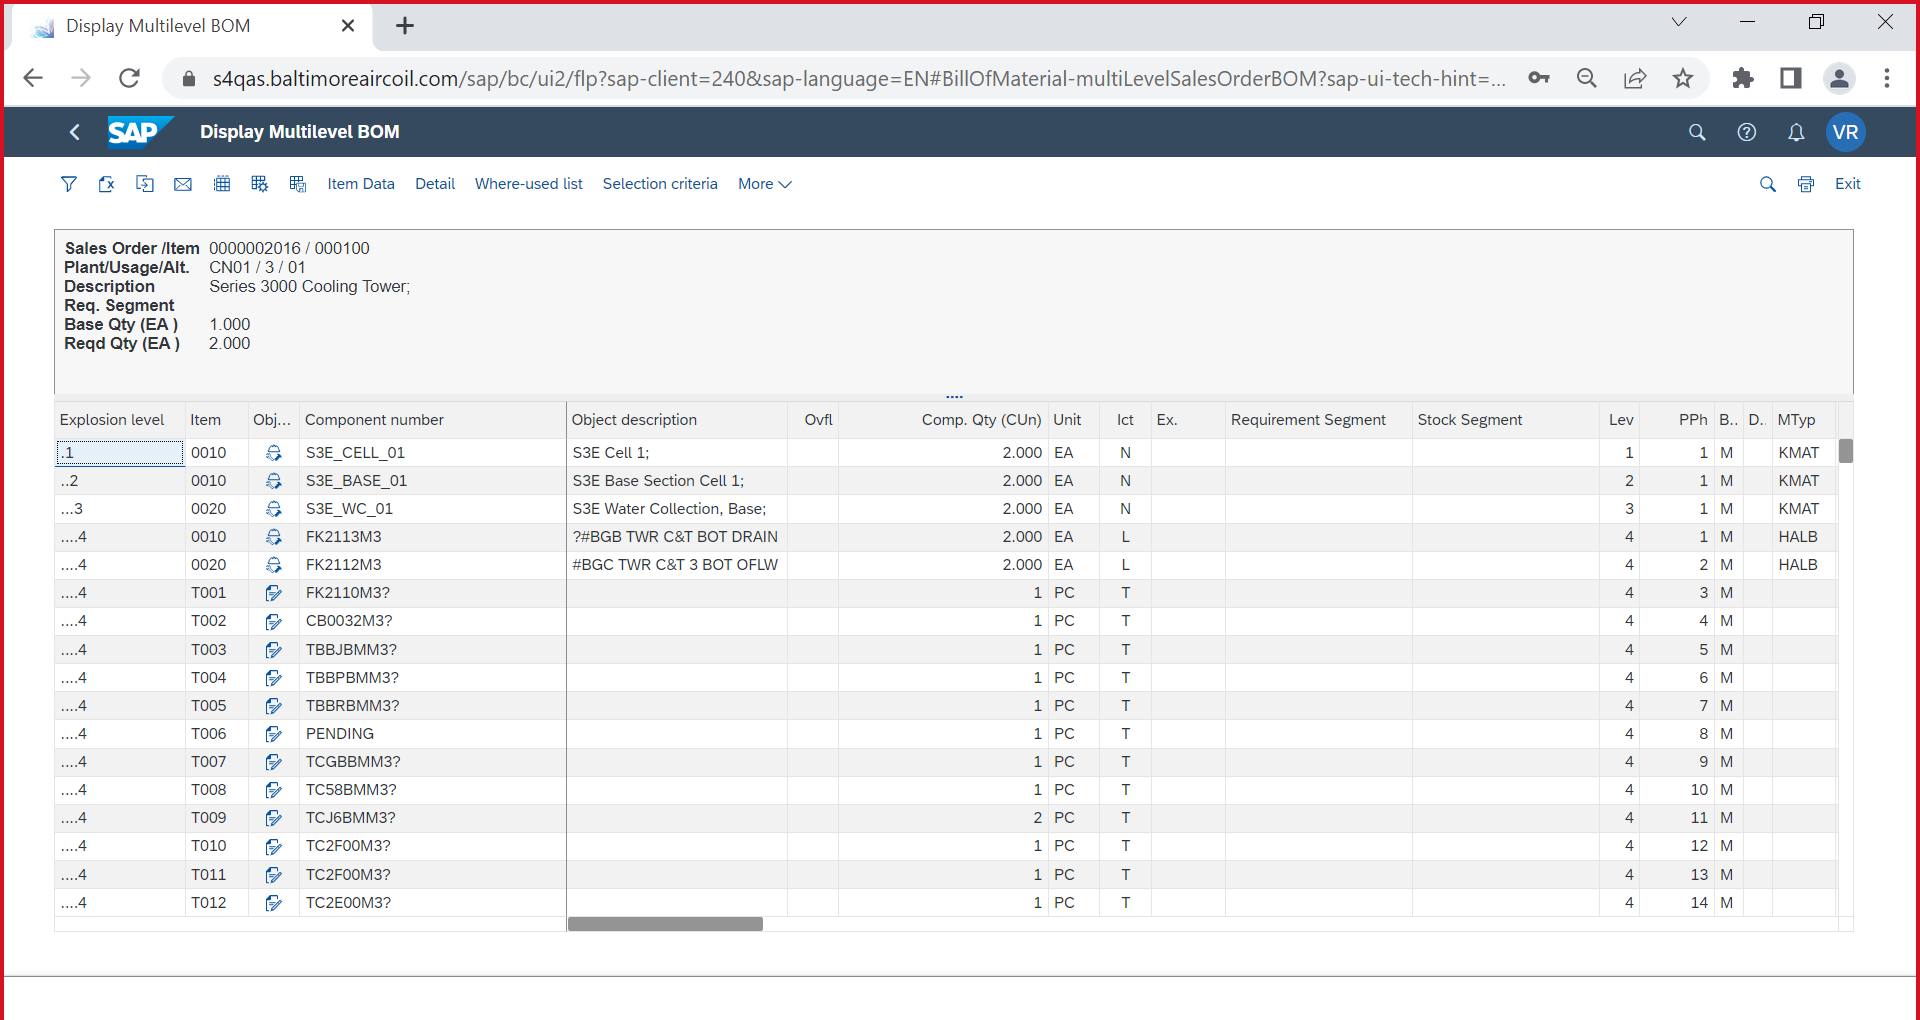 Display Multilevel BOM
s4qas.baltimoreaircoil.com/sap/bc/ui2/flp?sap-client=240&sap-language=EN#BillOfMaterial-multiLevelSalesOrderBOM?sap-ui-tech-hint=...
SAP Display Multilevel BOM VR
Item Data Detail Where-used list Selection criteria More Exit
Sales Order /Item 0000002016 / 000100
Plant/Usage/Alt. CN01 / 3 / 01
Description Series 3000 Cooling Tower;
Req. Segment
Base Qty (EA ) 1.000
Reqd Qty (EA ) 2.000
Explosion level Item Obj... Component number Object description Ovfl Comp. Qty (CUn) Unit Ict Ex. Requirement Segment Stock Segment Lev PPh B.. D.. MTyp
.1 0010 S3E_CELL_01 S3E Cell 1; 2.000 EA N 1 1 M KMAT
..2 0010 S3E_BASE_01 S3E Base Section Cell 1; 2.000 EA N 2 1 M KMAT
...3 0020 S3E_WC_01 S3E Water Collection, Base; 2.000 EA N 3 1 M KMAT
....4 0010 FK2113M3 ?#BGB TWR C&T BOT DRAIN 2.000 EA L 4 1 M HALB
....4 0020 FK2112M3 #BGC TWR C&T 3 BOT OFLW 2.000 EA L 4 2 M HALB
....4 T001 FK2110M3? 1 PC T 4 3 M
....4 T002 CB0032M3? 1 PC T 4 4 M
....4 T003 TBBJBMM3? 1 PC T 4 5 M
....4 T004 TBBPBMM3? 1 PC T 4 6 M
....4 T005 TBBRBMM3? 1 PC T 4 7 M
....4 T006 PENDING 1 PC T 4 8 M
....4 T007 TCGBBMM3? 1 PC T 4 9 M
....4 T008 TC58BMM3? 1 PC T 4 10 M
....4 T009 TCJ6BMM3? 2 PC T 4 11 M
....4 T010 TC2F00M3? 1 PC T 4 12 M
....4 T011 TC2F00M3? 1 PC T 4 13 M
....4 T012 TC2E00M3? 1 PC T 4 14 M